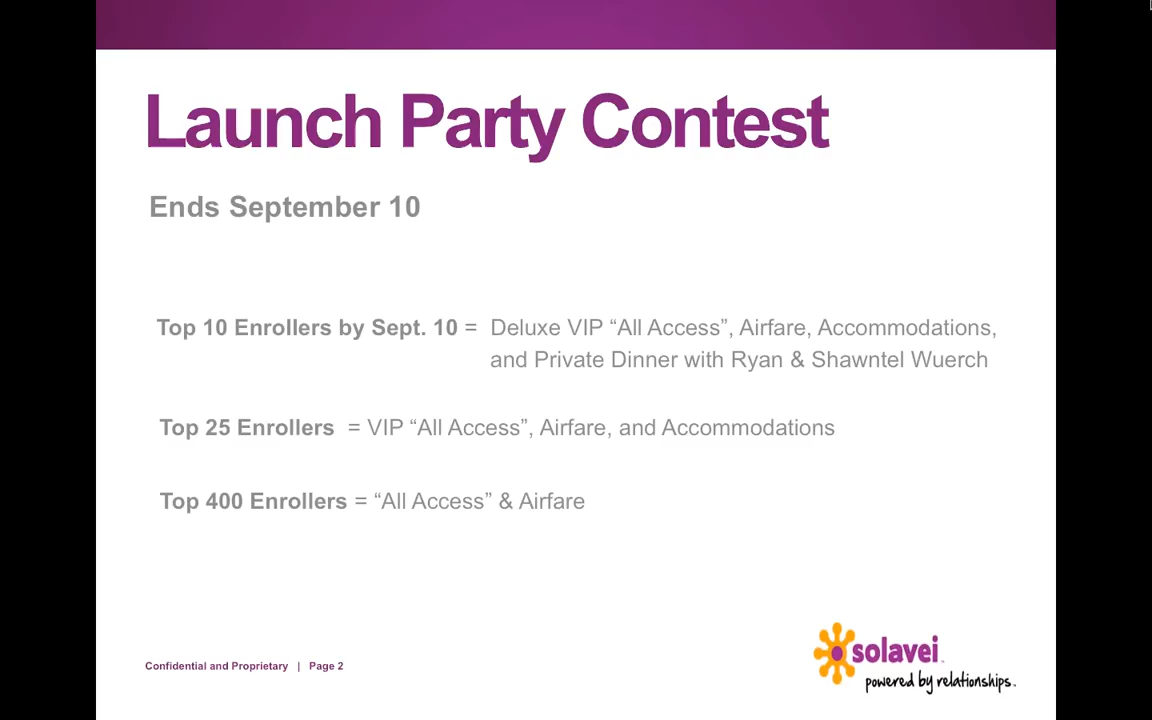 Launch Party Contest
Ends September 10
Top 10 Enrollers by Sept. 10 = Deluxe VIP “All Access”, Airfare, Accommodations,
and Private Dinner with Ryan & Shawntel Wuerch
Top 25 Enrollers = VIP “All Access”, Airfare, and Accommodations
Top 400 Enrollers = “All Access” & Airfare
Confidential and Proprietary | Page 2
solavei
powered by relationships.